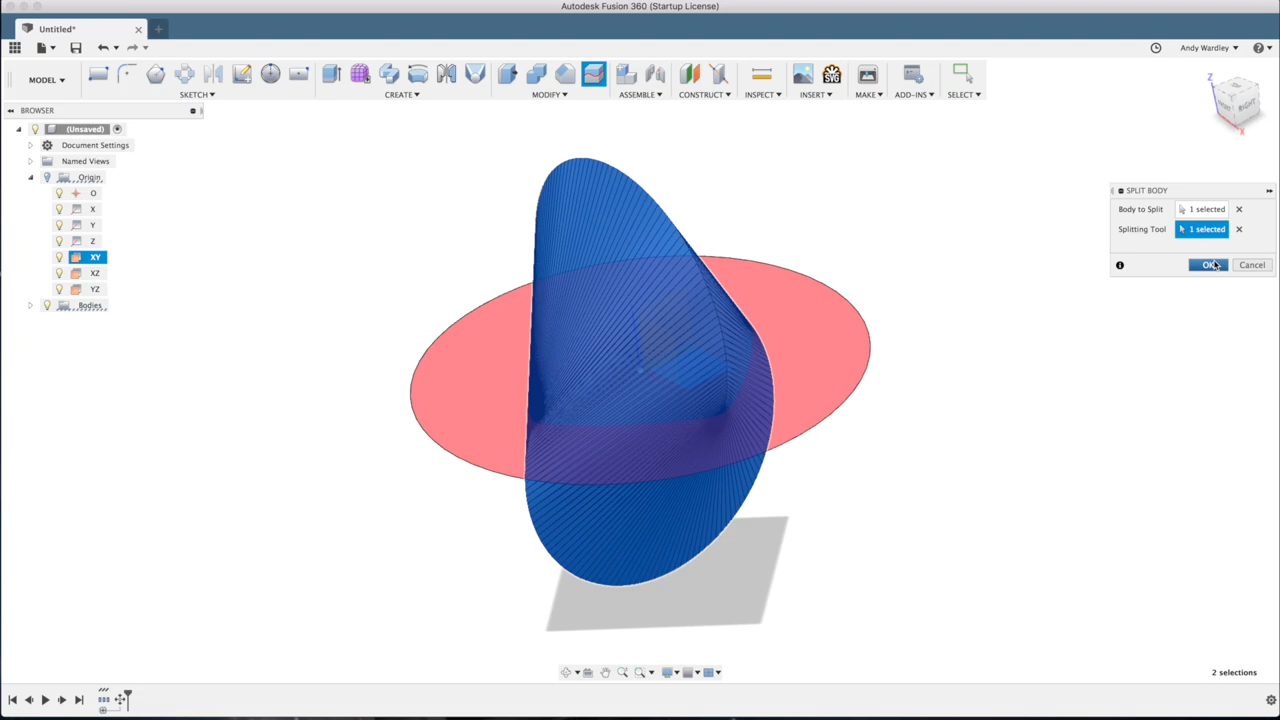 Autodesk Fusion 360 (Startup License)
Untitled*
Andy Wardley
MODEL
SKETCH
CREATE
MODIFY
ASSEMBLE
CONSTRUCT
INSPECT
SVG
INSERT
MAKE
ADD-INS
SELECT
BROWSER
(Unsaved)
Document Settings
Named Views
Origin
O
X
Y
Z
XY
XZ
YZ
Bodies
Z
RIGHT
X
SPLIT BODY
Body to Split 1 selected
Splitting Tool 1 selected
OK Cancel
2 selections